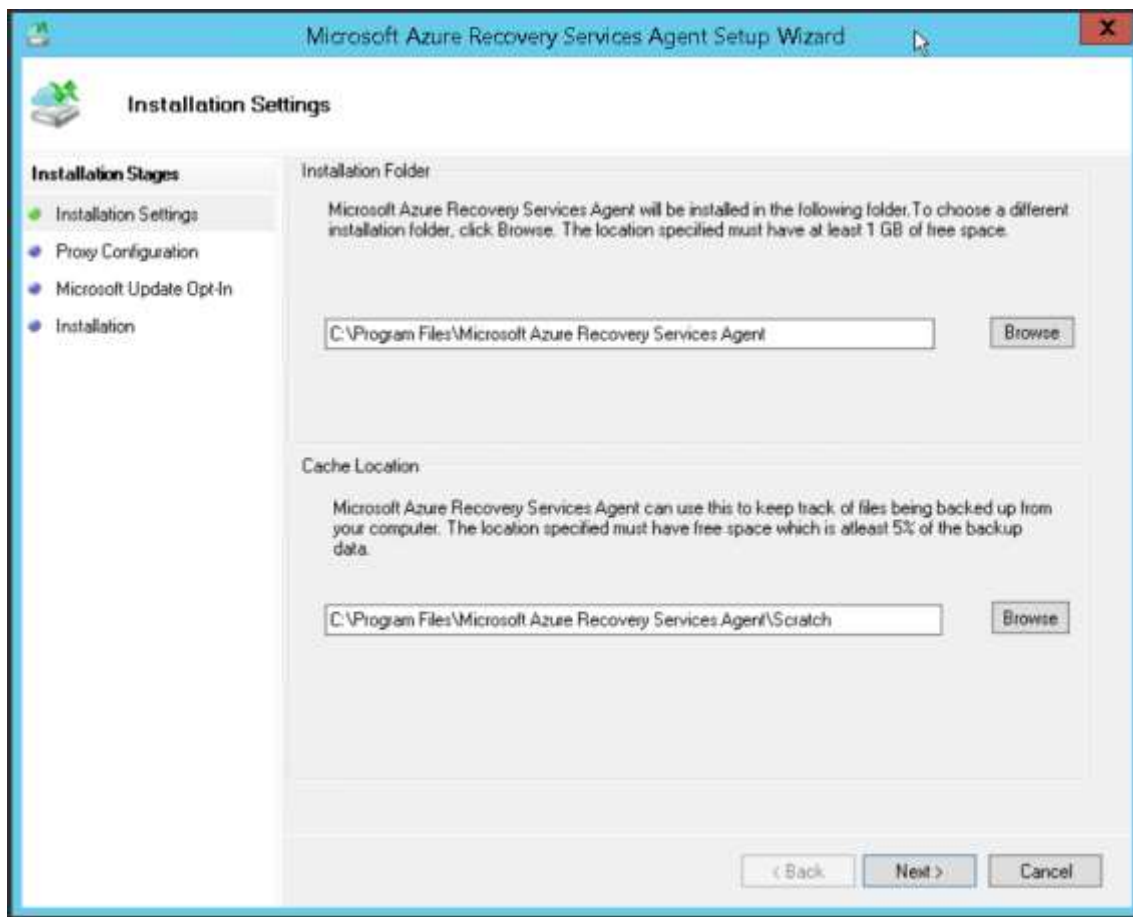 Microsoft Azure Recovery Services Agent Setup Wizard
X
Installation Settings
Installation Stages
Installation Settings
Proxy Configuration
Microsoft Update Opt-In
Installation
Installation Folder
Microsoft Azure Recovery Services Agent will be installed in the following folder.To choose a different
installation folder, click Browse. The location specified must have at least 1 GB of free space.
C:\Program Files\Microsoft Azure Recovery Services Agent
Browse
Cache Location
Microsoft Azure Recovery Services Agent can use this to keep track of files being backed up from
your computer. The location specified must have free space which is atleast 5% of the backup
data.
C:\Program Files\Microsoft Azure Recovery Services Agent\Scratch
Browse
< Back
Next >
Cancel